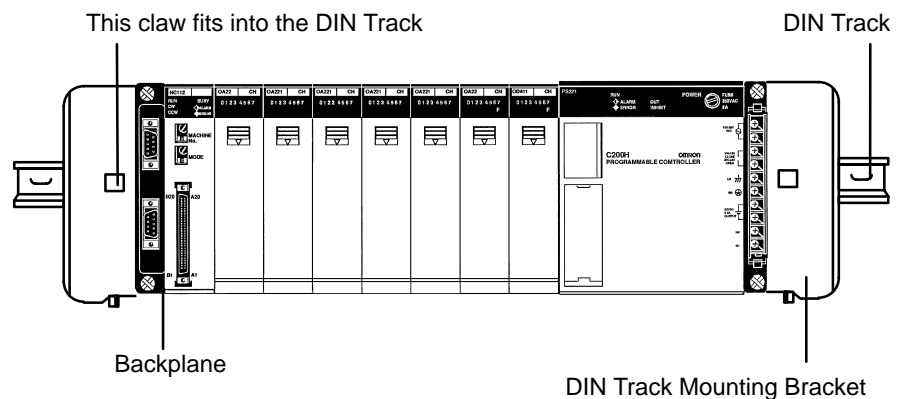 This claw fits into the DIN Track
DIN Track
NC112
RUN BUSY
CW ALARM
CCW ERROR
MACHINE
No.
MODE
B20 A20
B1 A1
OA22 CH
0 1 2 3 4 5 6 7
F
OA221 CH
0 1 2 3 4 5 6 7
OA221 CH
0 1 2 3 4 5 6 7
OA221 CH
0 1 2 3 4 5 6 7
OA221 CH
0 1 2 3 4 5 6 7
OA22 CH
0 1 2 3 4 5 6 7
F
OD411 CH
0 1 2 3 4 5 6 7
F
PS221
RUN
ALARM OUT
ERROR INHIBIT
POWER
FUSE
250VAC
C200H omron
PROGRAMMABLE COMTROLLER
OUTPUT
Backplane
DIN Track Mounting Bracket